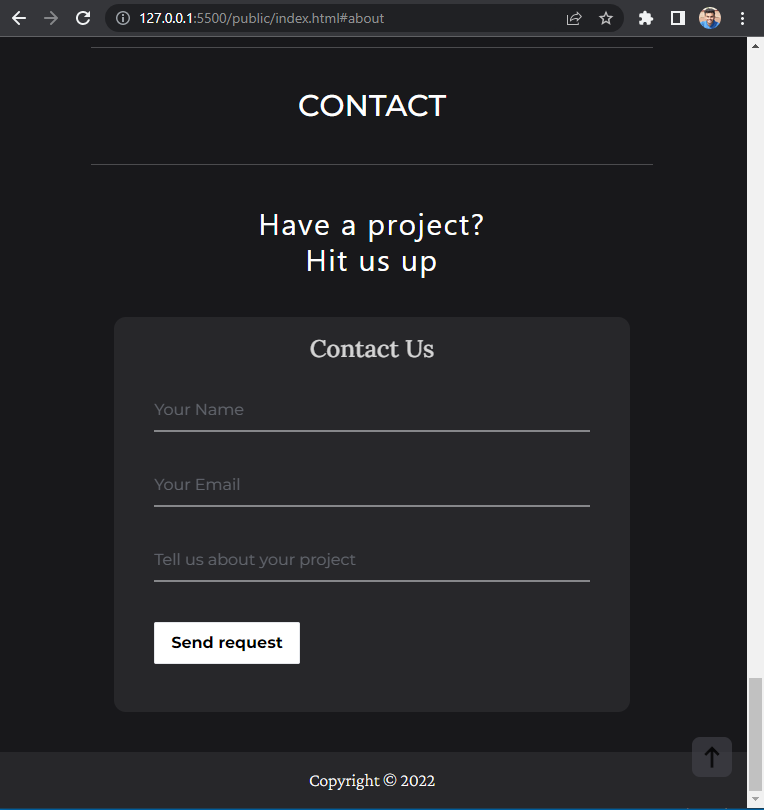 127.0.0.1:5500/public/index.html#about
CONTACT
Have a project?
Hit us up
Contact Us
Your Name
Your Email
Tell us about your project
Send request
Copyright © 2022